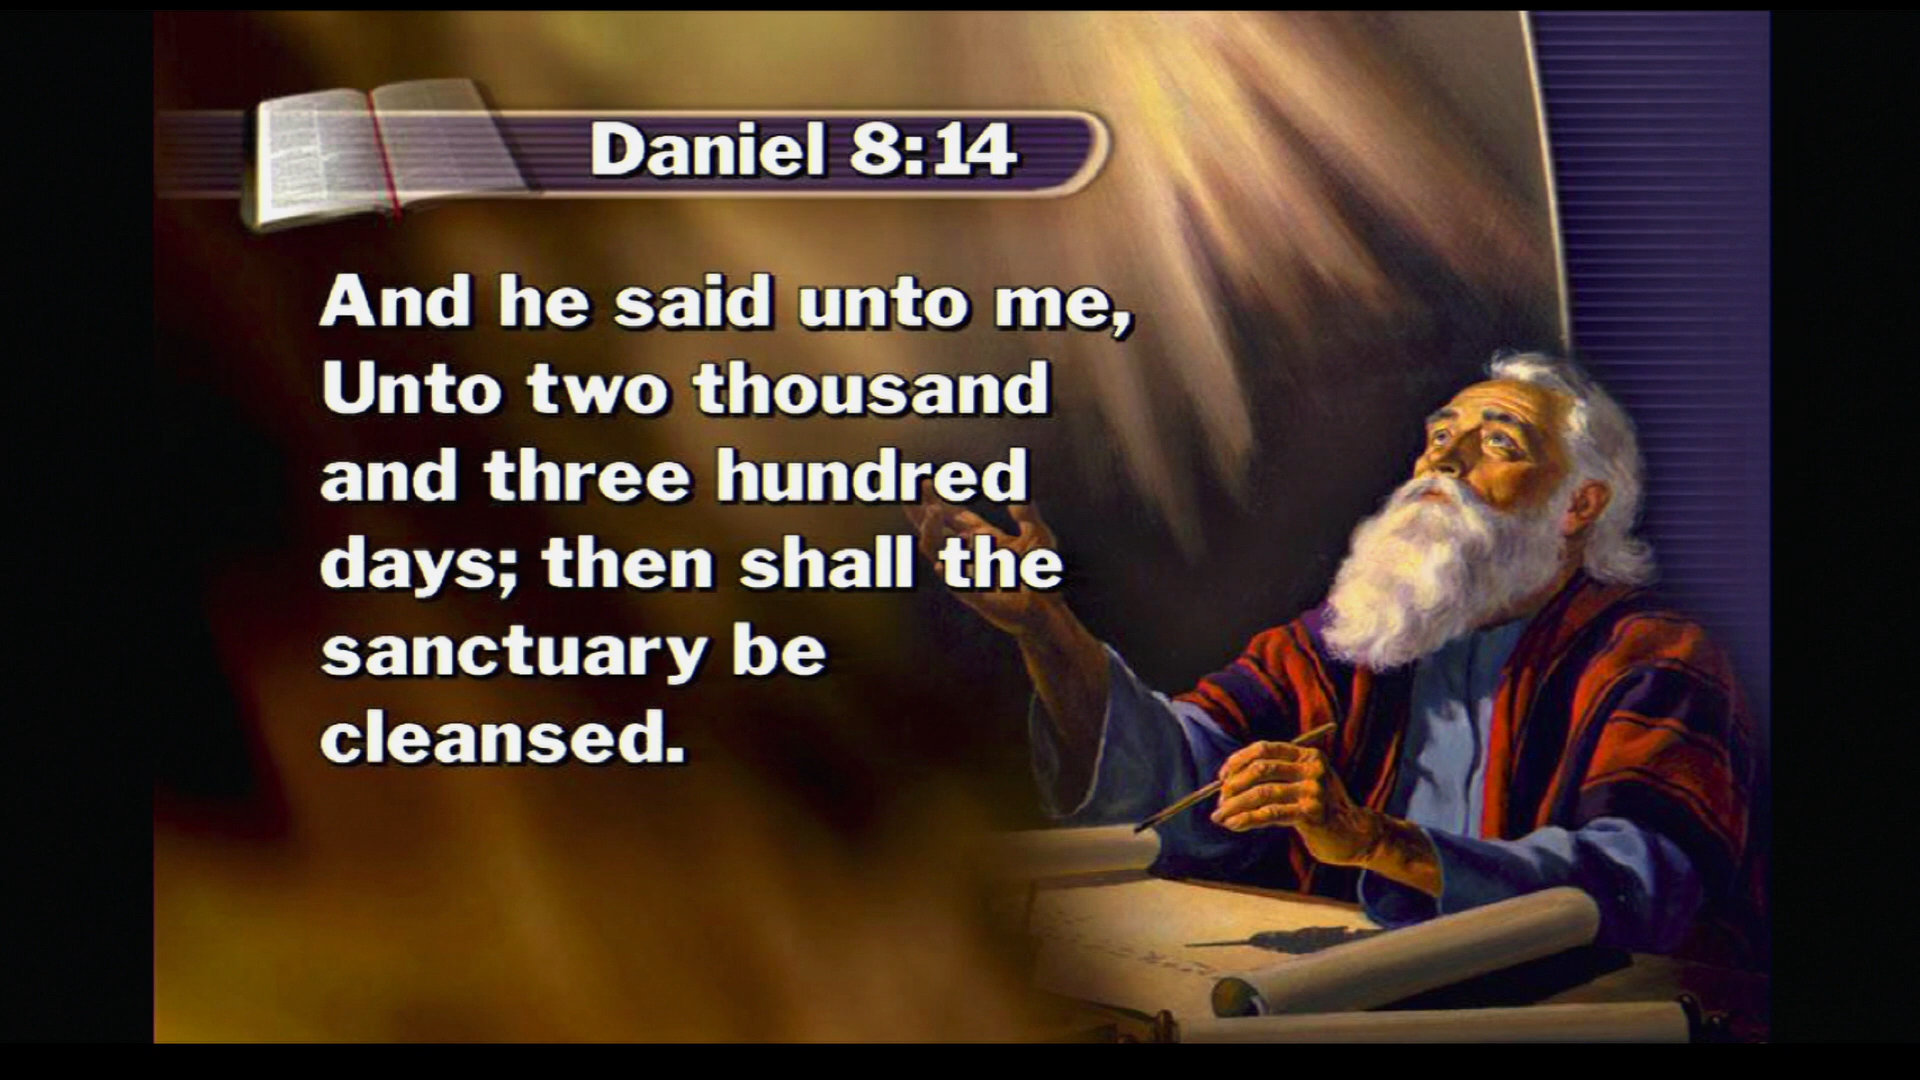 Daniel 8:14
And he said unto me,
Unto two thousand
and three hundred
days; then shall the
sanctuary be
cleansed.